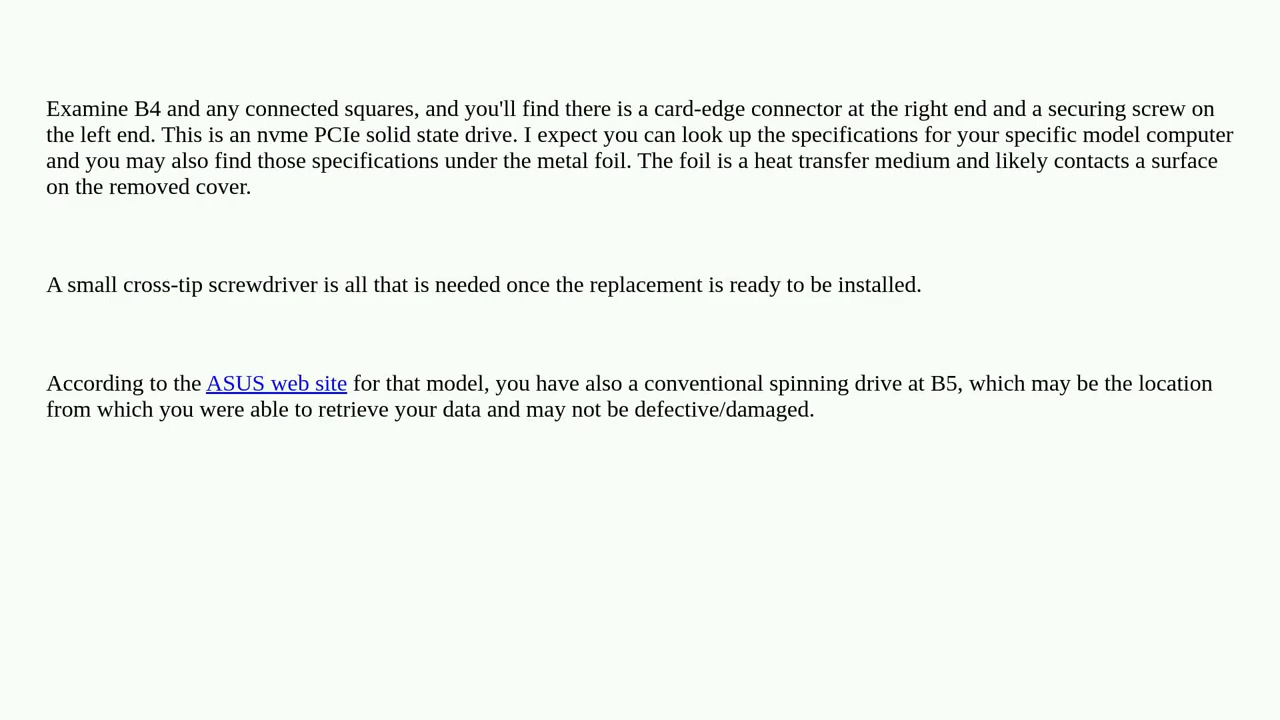 Examine B4 and any connected squares, and you'll find there is a card-edge connector at the right end and a securing screw on
the left end. This is an nvme PCIe solid state drive. I expect you can look up the specifications for your specific model computer
and you may also find those specifications under the metal foil. The foil is a heat transfer medium and likely contacts a surface
on the removed cover.
A small cross-tip screwdriver is all that is needed once the replacement is ready to be installed.
According to the ASUS web site for that model, you have also a conventional spinning drive at B5, which may be the location
from which you were able to retrieve your data and may not be defective/damaged.